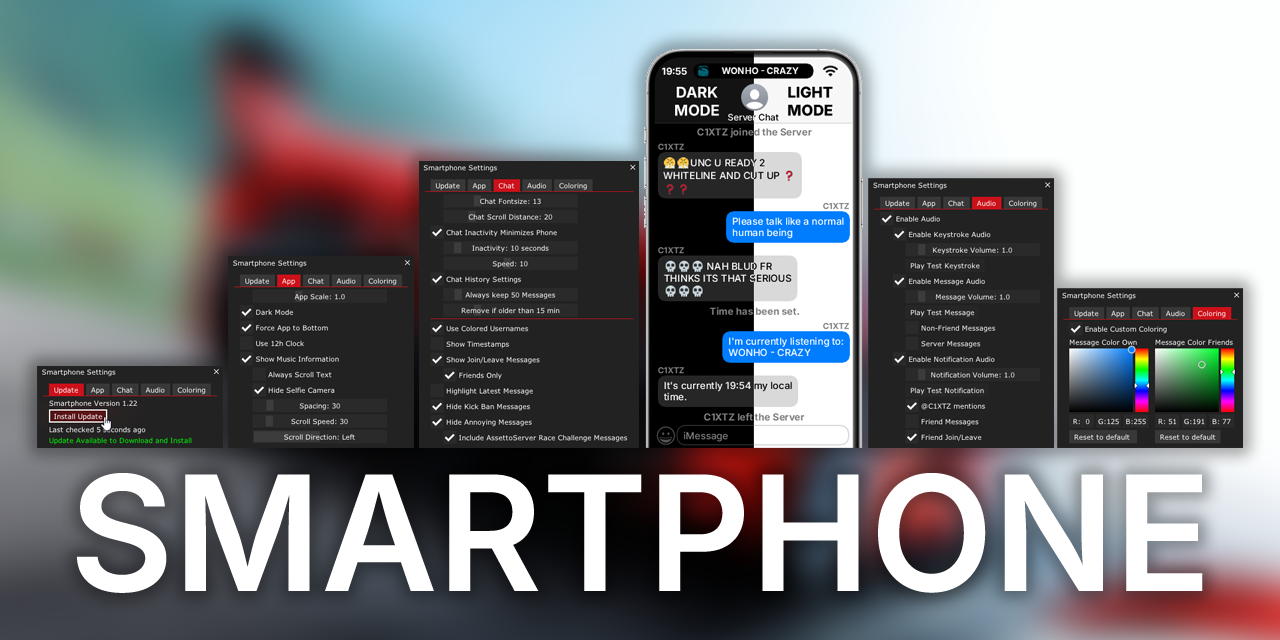 Smartphone Settings
Update App Chat Audio Coloring
Smartphone Version 1.22
Install Update
Last checked 5 seconds ago
Update Available to Download and Install
Smartphone Settings
Update App Chat Audio Coloring
App Scale: 1.0
Dark Mode
Force App to Bottom
Use 12h Clock
Show Music Information
Always Scroll Text
Hide Selfie Camera
Spacing: 30
Scroll Speed: 30
Scroll Direction: Left
Smartphone Settings
Update App Chat Audio Coloring
Chat Fontsize: 13
Chat Scroll Distance: 20
Chat Inactivity Minimizes Phone
Inactivity: 10 seconds
Speed: 10
Chat History Settings
Always keep 50 Messages
Remove if older than 15 min
Use Colored Usernames
Show Timestamps
Show Join/Leave Messages
Friends Only
Highlight Latest Message
Hide Kick Ban Messages
Hide Annoying Messages
Include AssettoServer Race Challenge Messages
19:55 WONHO - CRAZY
DARK MODE
LIGHT MODE
Server Chat
C1XTZ joined the Server
C1XTZ
😤😤UNC U READY 2
WHITELINE AND CUT UP ❓
❓❓
C1XTZ
Please talk like a normal
human being
C1XTZ
💀💀💀 NAH BLUD FR
THINKS ITS THAT SERIOUS
💀💀💀
Time has been set.
C1XTZ
I'm currently listening to:
WONHO - CRAZY
C1XTZ
It's currently 19:54 my local
time.
C1XTZ left the Server
iMessage
Smartphone Settings
Update App Chat Audio Coloring
Enable Audio
Enable Keystroke Audio
Keystroke Volume: 1.0
Play Test Keystroke
Enable Message Audio
Message Volume: 1.0
Play Test Message
Non-Friend Messages
Server Messages
Enable Notification Audio
Notification Volume: 1.0
Play Test Notification
@C1XTZ mentions
Friend Messages
Friend Join/Leave
Smartphone Settings
Update App Chat Audio Coloring
Enable Custom Coloring
Message Color Own Message Color Friends
R: 0 G:125 B:255 R: 51 G:191 B: 77
Reset to default Reset to default
SMARTPHONE